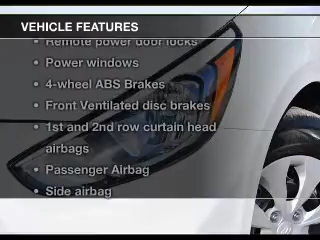 VEHICLE FEATURES
Remote power door locks
Power windows
4-wheel ABS Brakes
Front Ventilated disc brakes
1st and 2nd row curtain head
airbags
Passenger Airbag
Side airbag